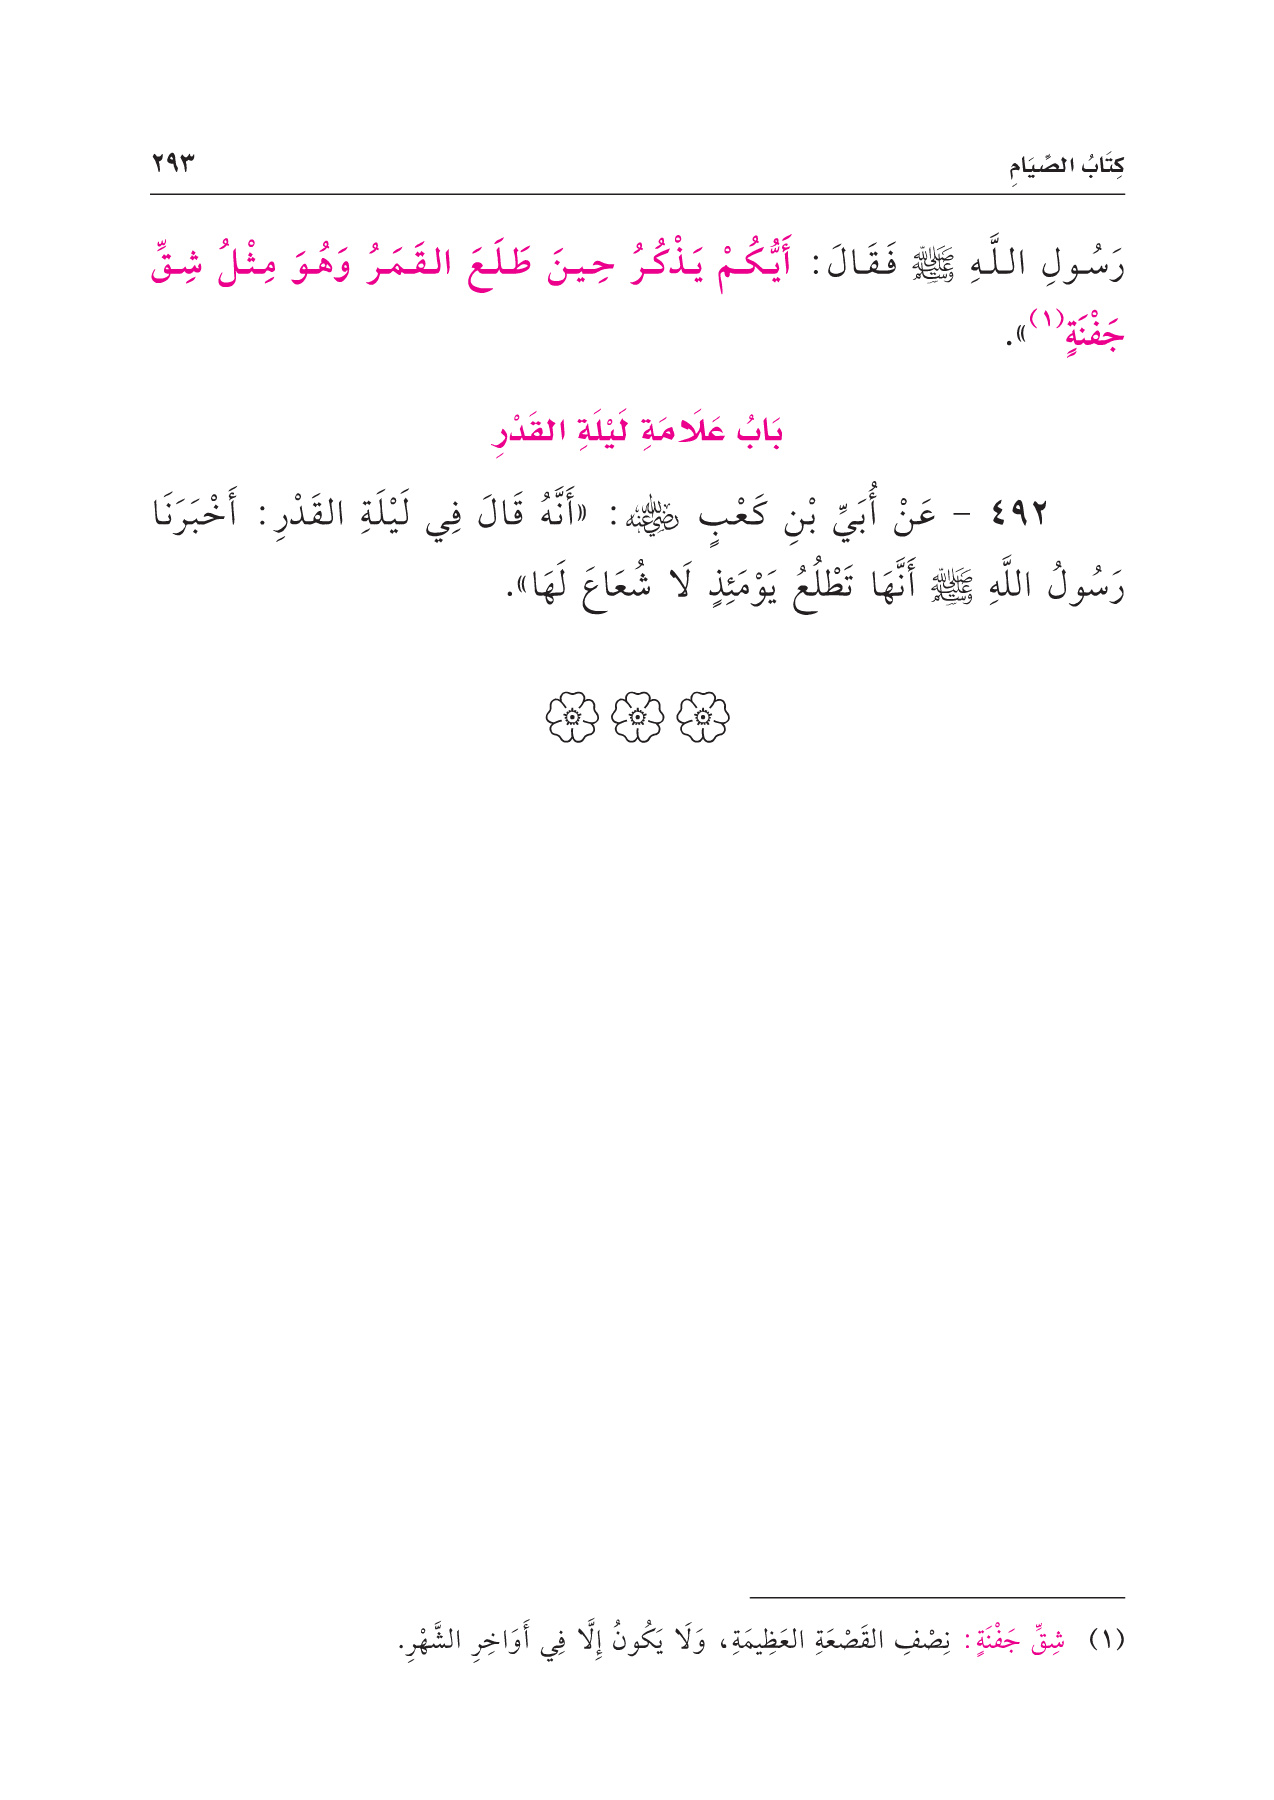 كِتَابُ الصِّيَامِ ٢٩٣
رَسُولِ اللَّهِ ﷺ فَقَالَ: أَيُّكُمْ يَذْكُرُ حِينَ طَلَعَ القَمَرُ وَهُوَ مِثْلُ شِقِّ
جَفْنَةٍ(١)».
بَابُ عَلَامَةِ لَيْلَةِ القَدْرِ
٤٩٢ - عَنْ أُبَيِّ بْنِ كَعْبٍ رضي الله عنه: «أَنَّهُ قَالَ فِي لَيْلَةِ القَدْرِ: أَخْبَرَنَا
رَسُولُ اللَّهِ ﷺ أَنَّهَا تَطْلُعُ يَوْمَئِذٍ لَا شُعَاعَ لَهَا».
(١) شِقِّ جَفْنَةٍ: نِصْفِ القَصْعَةِ العَظِيمَةِ، وَلَا يَكُونُ إِلَّا فِي أَوَاخِرِ الشَّهْرِ.